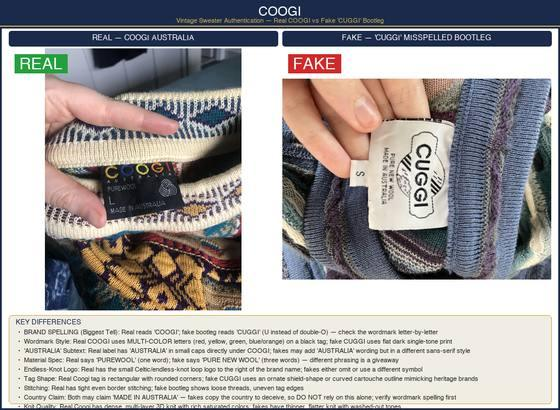 COOGI
Vintage Sweater Authentication — Real COOGI vs Fake 'CUGGI' Bootleg
REAL — COOGI AUSTRALIA
FAKE — 'CUGGI' MISSPELLED BOOTLEG
REAL
FAKE
COOGI
PUREWOOL
L
MADE IN AUSTRALIA
CUGGI
PURE NEW WOOL
MADE IN AUSTRALIA
S
KEY DIFFERENCES
• BRAND SPELLING (Biggest Tell): Real reads 'COOGI'; fake bootleg reads 'CUGGI' (U instead of double-O) — check the wordmark letter-by-letter
• Wordmark Style: Real COOGI uses MULTI-COLOR letters (red, yellow, green, blue/orange) on a black tag; fake CUGGI uses flat dark single-tone print
• 'AUSTRALIA' Subtext: Real label has 'AUSTRALIA' in small caps directly under COOGI; fakes may add 'AUSTRALIA' wording but in a different sans-serif style
• Material Spec: Real says 'PUREWOOL' (one word); fake says 'PURE NEW WOOL' (three words) — different phrasing is a giveaway
• Endless-Knot Logo: Real has the small Celtic/endless-knot loop logo to the right of the brand name; fakes either omit or use a different symbol
• Tag Shape: Real Coogi tag is rectangular with rounded corners; fake CUGGI uses an ornate shield-shape or curved cartouche outline mimicking heritage brands
• Stitching: Real has tight even border stitching; fake bootleg shows loose threads, uneven tag edges
• Country Claim: Both may claim 'MADE IN AUSTRALIA' — fakes copy the country to deceive, so DO NOT rely on this alone; verify wordmark spelling first
• Knit Quality: Real Coogi has dense, multi-layer 3D knit with rich saturated colors; fakes have thinner, flatter knit with washed-out tones